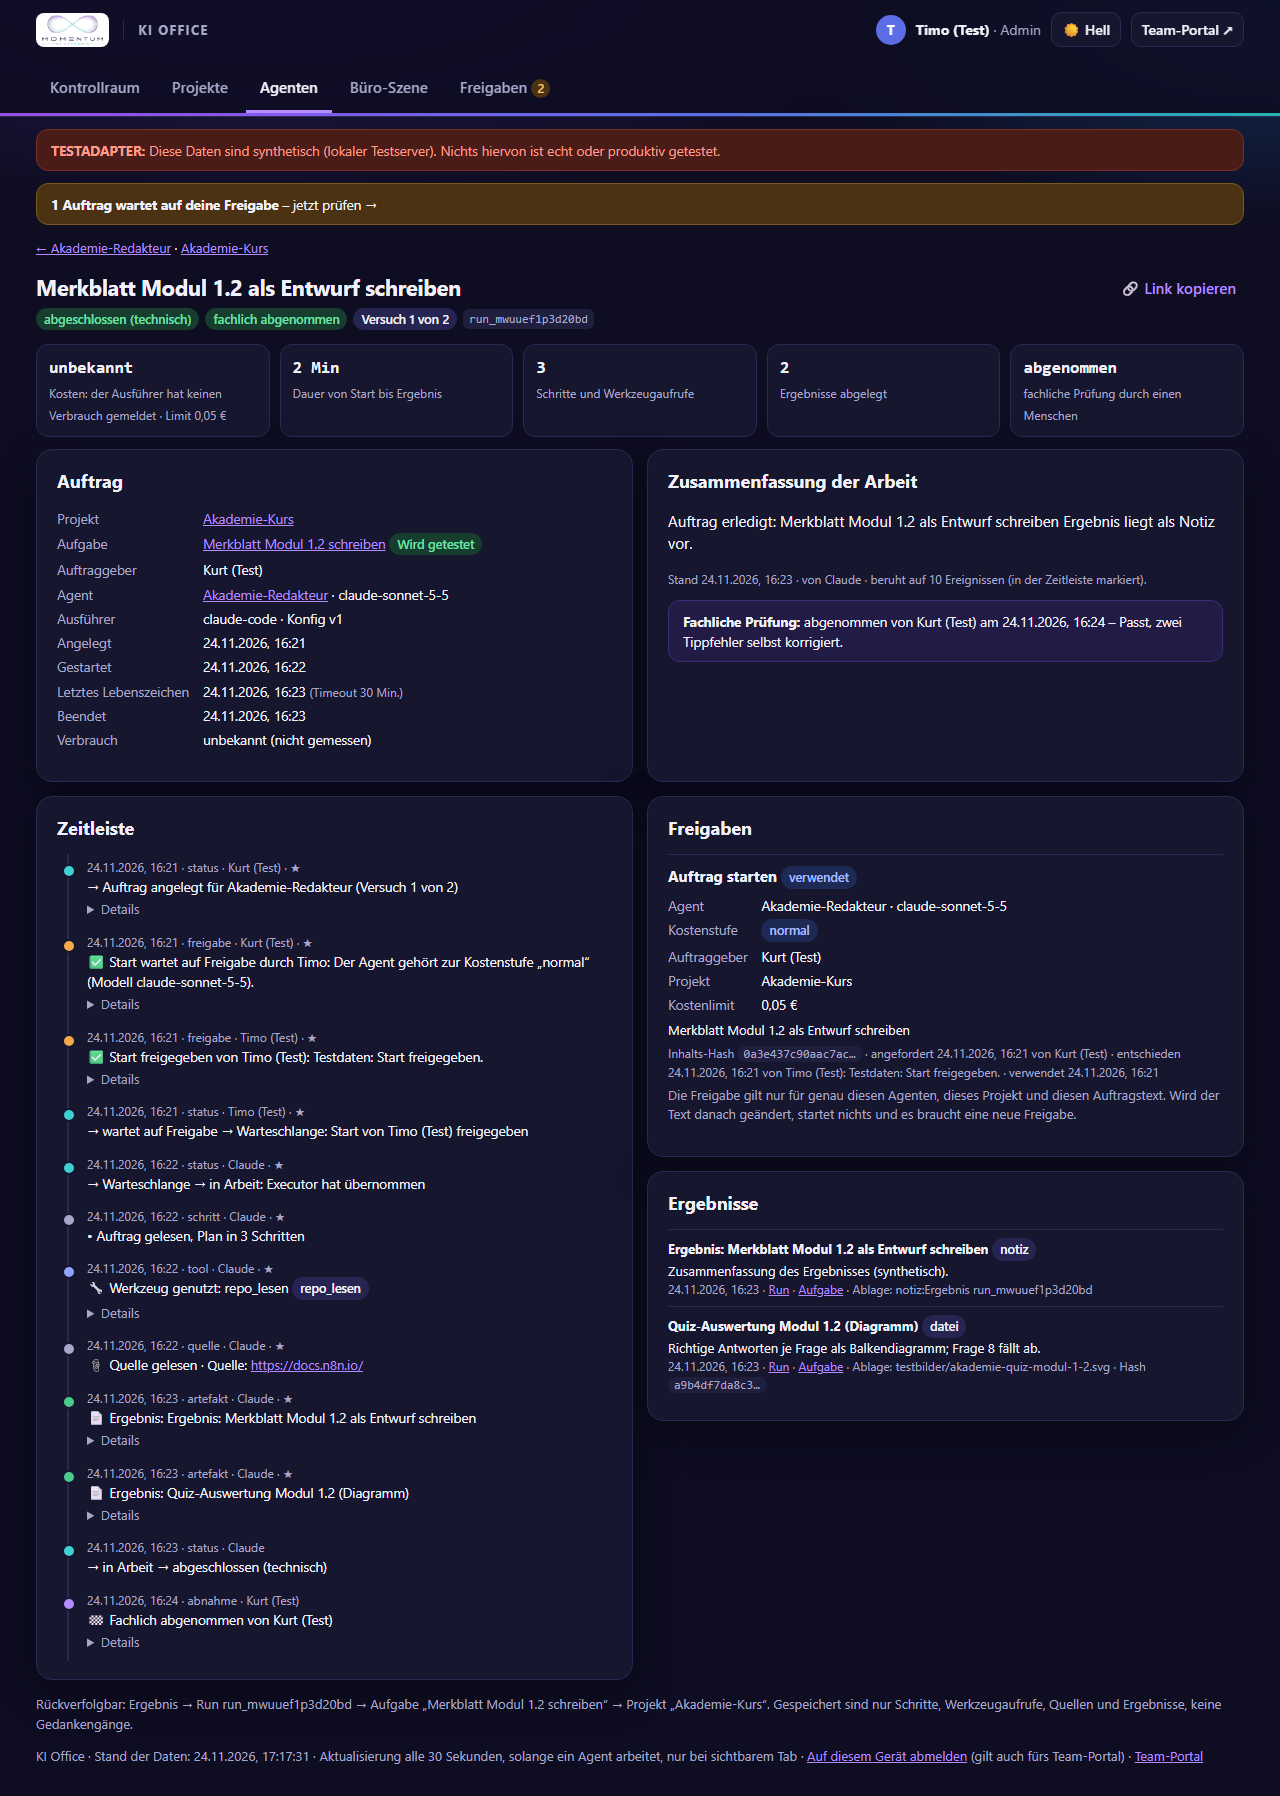 MOMENTUM
KI OFFICE
T Timo (Test) · Admin
Hell
Team-Portal ↗
Kontrollraum
Projekte
Agenten
Büro-Szene
Freigaben 2
TESTADAPTER: Diese Daten sind synthetisch (lokaler Testserver). Nichts hiervon ist echt oder produktiv getestet.
1 Auftrag wartet auf deine Freigabe – jetzt prüfen →
← Akademie-Redakteur · Akademie-Kurs
Merkblatt Modul 1.2 als Entwurf schreiben
Link kopieren
abgeschlossen (technisch) fachlich abgenommen Versuch 1 von 2 run_mwuuef1p3d20bd
unbekannt
Kosten: der Ausführer hat keinen
Verbrauch gemeldet · Limit 0,05 €
2 Min
Dauer von Start bis Ergebnis
3
Schritte und Werkzeugaufrufe
2
Ergebnisse abgelegt
abgenommen
fachliche Prüfung durch einen
Menschen
Auftrag
Projekt Akademie-Kurs
Aufgabe Merkblatt Modul 1.2 schreiben Wird getestet
Auftraggeber Kurt (Test)
Agent Akademie-Redakteur · claude-sonnet-5-5
Ausführer claude-code · Konfig v1
Angelegt 24.11.2026, 16:21
Gestartet 24.11.2026, 16:22
Letztes Lebenszeichen 24.11.2026, 16:23 (Timeout 30 Min.)
Beendet 24.11.2026, 16:23
Verbrauch unbekannt (nicht gemessen)
Zusammenfassung der Arbeit
Auftrag erledigt: Merkblatt Modul 1.2 als Entwurf schreiben Ergebnis liegt als Notiz
vor.
Stand 24.11.2026, 16:23 · von Claude · beruht auf 10 Ereignissen (in der Zeitleiste markiert).
Fachliche Prüfung: abgenommen von Kurt (Test) am 24.11.2026, 16:24 – Passt, zwei
Tippfehler selbst korrigiert.
Zeitleiste
24.11.2026, 16:21 · status · Kurt (Test) · ★
→ Auftrag angelegt für Akademie-Redakteur (Versuch 1 von 2)
▶ Details
24.11.2026, 16:21 · freigabe · Kurt (Test) · ★
✅ Start wartet auf Freigabe durch Timo: Der Agent gehört zur Kostenstufe „normal“
(Modell claude-sonnet-5-5).
▶ Details
24.11.2026, 16:21 · freigabe · Timo (Test) · ★
✅ Start freigegeben von Timo (Test): Testdaten: Start freigegeben.
▶ Details
24.11.2026, 16:21 · status · Timo (Test) · ★
→ wartet auf Freigabe → Warteschlange: Start von Timo (Test) freigegeben
24.11.2026, 16:22 · status · Claude · ★
→ Warteschlange → in Arbeit: Executor hat übernommen
24.11.2026, 16:22 · schritt · Claude · ★
• Auftrag gelesen, Plan in 3 Schritten
24.11.2026, 16:22 · tool · Claude · ★
Werkzeug genutzt: repo_lesen repo_lesen
▶ Details
24.11.2026, 16:22 · quelle · Claude · ★
Quelle gelesen · Quelle: https://docs.n8n.io/
24.11.2026, 16:23 · artefakt · Claude · ★
Ergebnis: Ergebnis: Merkblatt Modul 1.2 als Entwurf schreiben
▶ Details
24.11.2026, 16:23 · artefakt · Claude · ★
Ergebnis: Quiz-Auswertung Modul 1.2 (Diagramm)
▶ Details
24.11.2026, 16:23 · status · Claude
→ in Arbeit → abgeschlossen (technisch)
24.11.2026, 16:24 · abnahme · Kurt (Test)
Fachlich abgenommen von Kurt (Test)
▶ Details
Freigaben
Auftrag starten verwendet
Agent Akademie-Redakteur · claude-sonnet-5-5
Kostenstufe normal
Auftraggeber Kurt (Test)
Projekt Akademie-Kurs
Kostenlimit 0,05 €
Merkblatt Modul 1.2 als Entwurf schreiben
Inhalts-Hash 0a3e437c90aac7ac… · angefordert 24.11.2026, 16:21 von Kurt (Test) · entschieden
24.11.2026, 16:21 von Timo (Test): Testdaten: Start freigegeben. · verwendet 24.11.2026, 16:21
Die Freigabe gilt nur für genau diesen Agenten, dieses Projekt und diesen Auftragstext. Wird der
Text danach geändert, startet nichts und es braucht eine neue Freigabe.
Ergebnisse
Ergebnis: Merkblatt Modul 1.2 als Entwurf schreiben notiz
Zusammenfassung des Ergebnisses (synthetisch).
24.11.2026, 16:23 · Run · Aufgabe · Ablage: notiz:Ergebnis run_mwuuef1p3d20bd
Quiz-Auswertung Modul 1.2 (Diagramm) datei
Richtige Antworten je Frage als Balkendiagramm; Frage 8 fällt ab.
24.11.2026, 16:23 · Run · Aufgabe · Ablage: testbilder/akademie-quiz-modul-1-2.svg · Hash
a9b4df7da8c3…
Rückverfolgbar: Ergebnis → Run run_mwuuef1p3d20bd → Aufgabe „Merkblatt Modul 1.2 schreiben“ → Projekt „Akademie-Kurs“. Gespeichert sind nur Schritte, Werkzeugaufrufe, Quellen und Ergebnisse, keine
Gedankengänge.
KI Office · Stand der Daten: 24.11.2026, 17:17:31 · Aktualisierung alle 30 Sekunden, solange ein Agent arbeitet, nur bei sichtbarem Tab · Auf diesem Gerät abmelden (gilt auch fürs Team-Portal) · Team-Portal